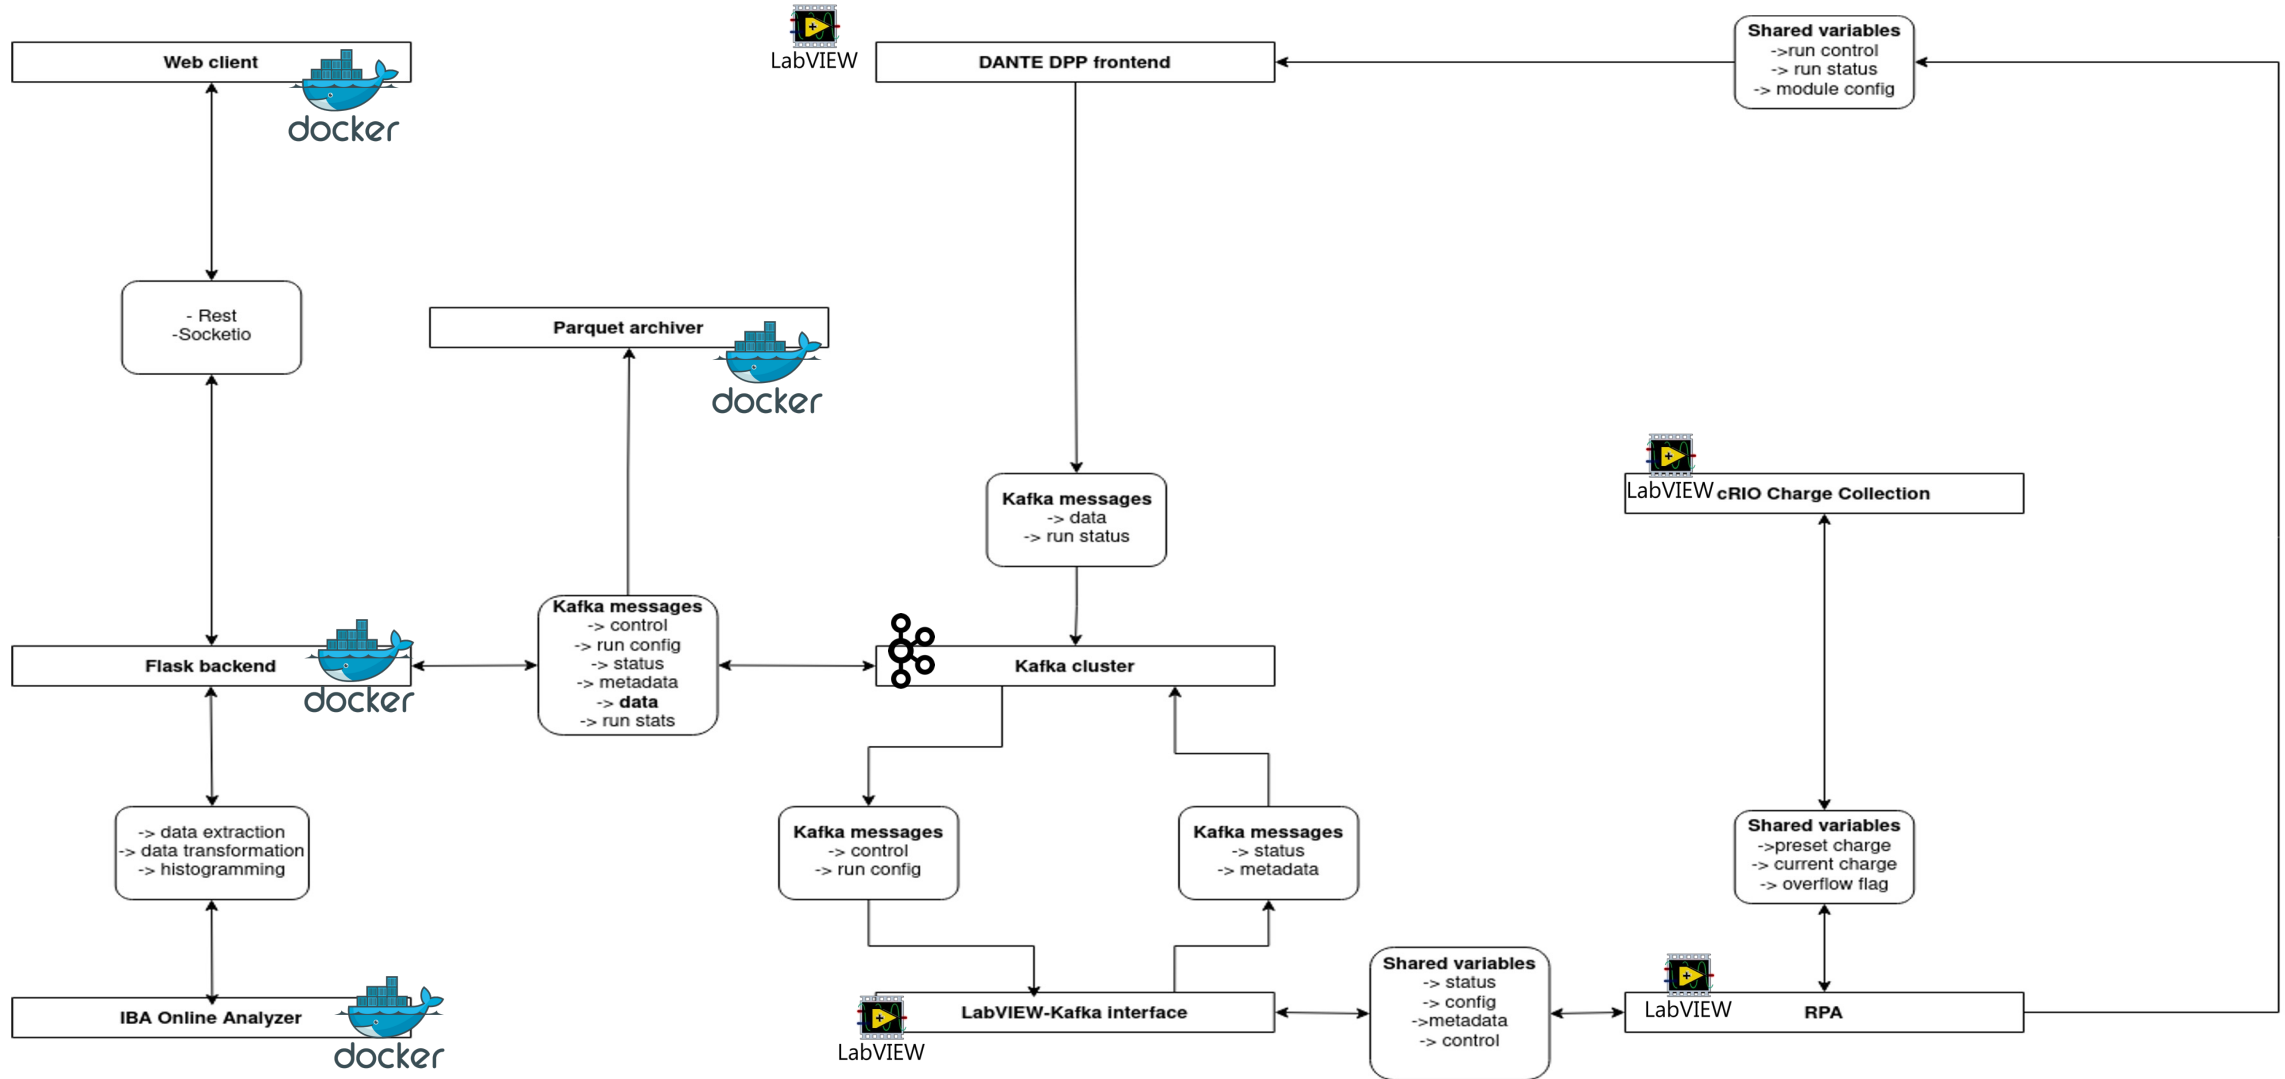 Web client
docker
LabVIEW
DANTE DPP frontend
Shared variables
->run control
-> run status
-> module config
- Rest
-Socketio
Parquet archiver
docker
Kafka messages
-> data
-> run status
LabVIEW
cRIO Charge Collection
Flask backend
docker
Kafka messages
-> control
-> run config
-> status
-> metadata
-> data
-> run stats
Kafka cluster
-> data extraction
-> data transformation
-> histogramming
Kafka messages
-> control
-> run config
Kafka messages
-> status
-> metadata
Shared variables
->preset charge
-> current charge
-> overflow flag
IBA Online Analyzer
docker
LabVIEW-Kafka interface
LabVIEW
Shared variables
-> status
-> config
->metadata
-> control
LabVIEW
RPA